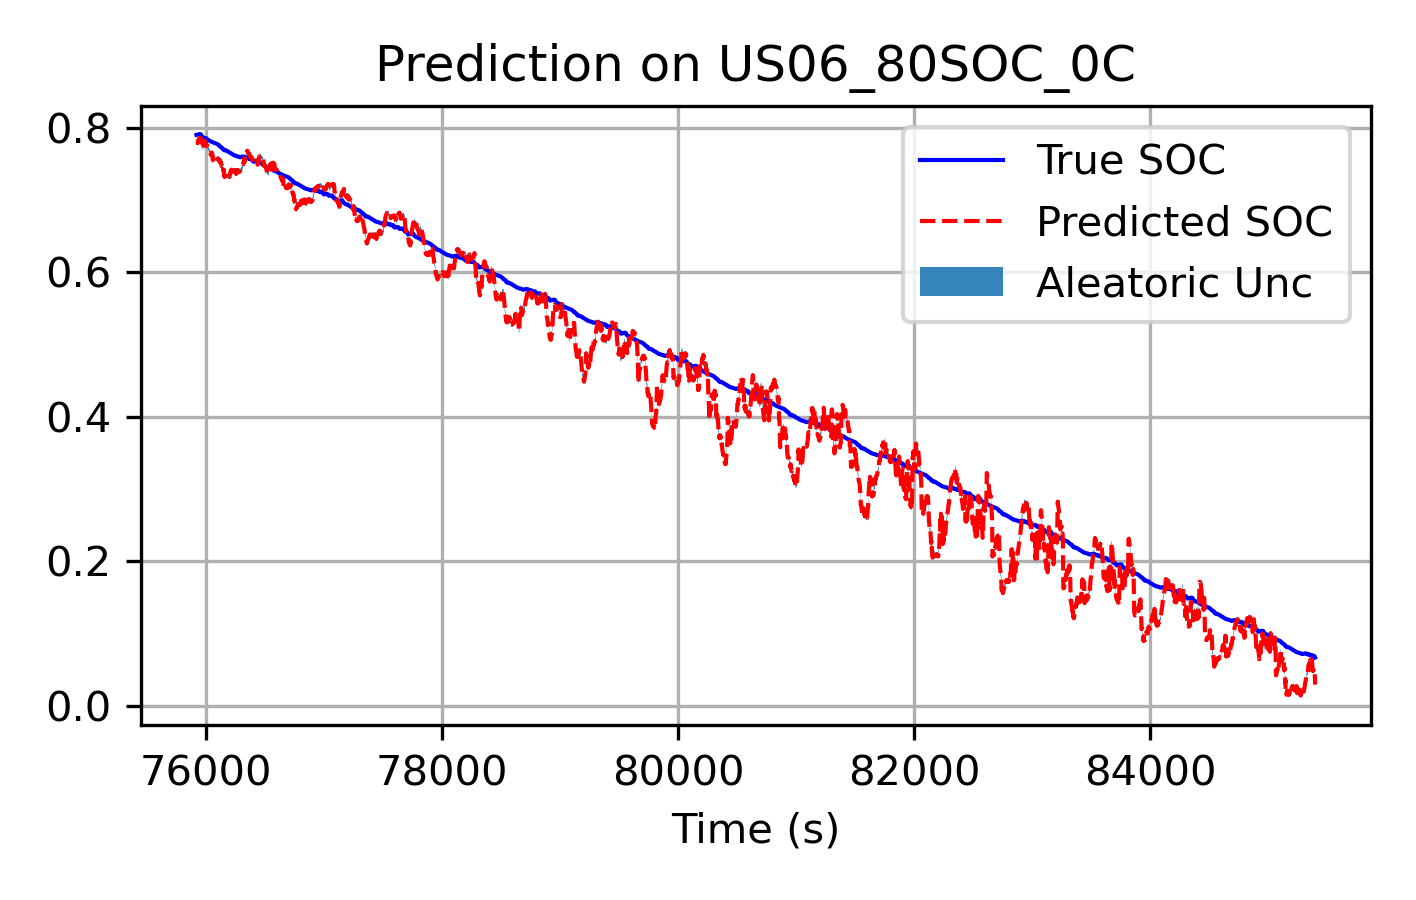 Prediction on US06_80SOC_0C
True SOC
Predicted SOC
Aleatoric Unc
0.8
0.6
0.4
0.2
0.0
76000 78000 80000 82000 84000
Time (s)